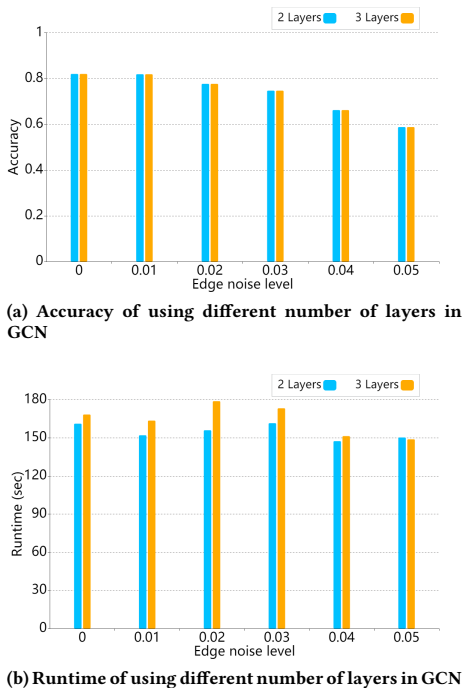 2 Layers 3 Layers
1
0.8
0.6
0.4
0.2
0
Accuracy
0 0.01 0.02 0.03 0.04 0.05
Edge noise level
(a) Accuracy of using different number of layers in
GCN
2 Layers 3 Layers
180
150
120
90
60
30
0
Runtime (sec)
0 0.01 0.02 0.03 0.04 0.05
Edge noise level
(b) Runtime of using different number of layers in GCN